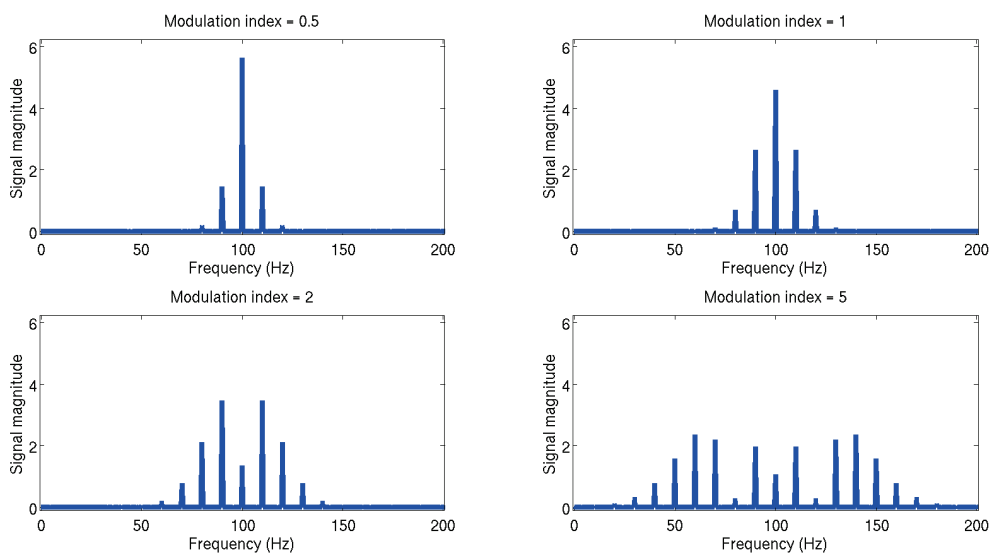 Modulation index = 0.5
6
4
2
0
Signal magnitude
0 50 100 150 200
Frequency (Hz)
Modulation index = 1
6
4
2
0
Signal magnitude
0 50 100 150 200
Frequency (Hz)
Modulation index = 2
6
4
2
0
Signal magnitude
0 50 100 150 200
Frequency (Hz)
Modulation index = 5
6
4
2
0
Signal magnitude
0 50 100 150 200
Frequency (Hz)